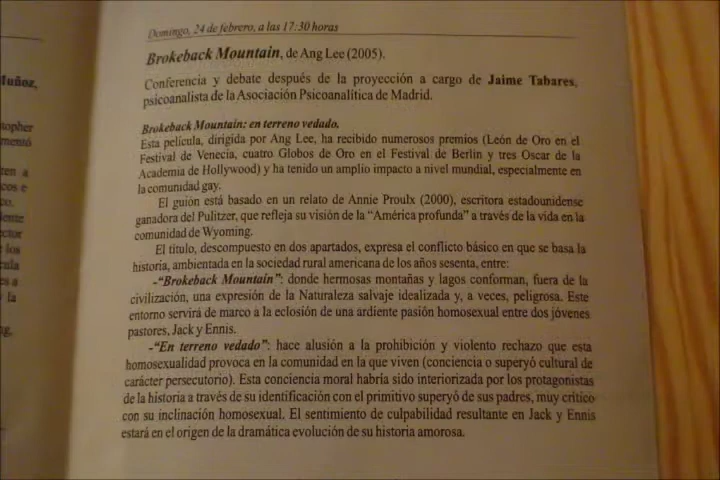 Domingo, 24 de febrero, a las 17:30 horas
Brokeback Mountain, de Ang Lee (2005).
Conferencia y debate después de la proyección a cargo de Jaime Tabares,
psicoanalista de la Asociación Psicoanalítica de Madrid.
Brokeback Mountain: en terreno vedado.
Esta película, dirigida por Ang Lee, ha recibido numerosos premios (León de Oro en el
Festival de Venecia, cuatro Globos de Oro en el Festival de Berlín y tres Oscar de la
Academia de Hollywood) y ha tenido un amplio impacto a nivel mundial, especialmente en
la comunidad gay.
El guión está basado en un relato de Annie Proulx (2000), escritora estadounidense
ganadora del Pulitzer, que refleja su visión de la “América profunda” a través de la vida en la
comunidad de Wyoming.
El título, descompuesto en dos apartados, expresa el conflicto básico en que se basa la
historia, ambientada en la sociedad rural americana de los años sesenta, entre:
-“Brokeback Mountain”: donde hermosas montañas y lagos conforman, fuera de la
civilización, una expresión de la Naturaleza salvaje idealizada y, a veces, peligrosa. Este
entorno servirá de marco a la eclosión de una ardiente pasión homosexual entre dos jóvenes
pastores, Jack y Ennis.
-“En terreno vedado”: hace alusión a la prohibición y violento rechazo que esta
homosexualidad provoca en la comunidad en la que viven (conciencia o superyó cultural de
carácter persecutorio). Esta conciencia moral habría sido interiorizada por los protagonistas
de la historia a través de su identificación con el primitivo superyó de sus padres, muy crítico
con su inclinación homosexual. El sentimiento de culpabilidad resultante en Jack y Ennis
estará en el origen de la dramática evolución de su historia amorosa.